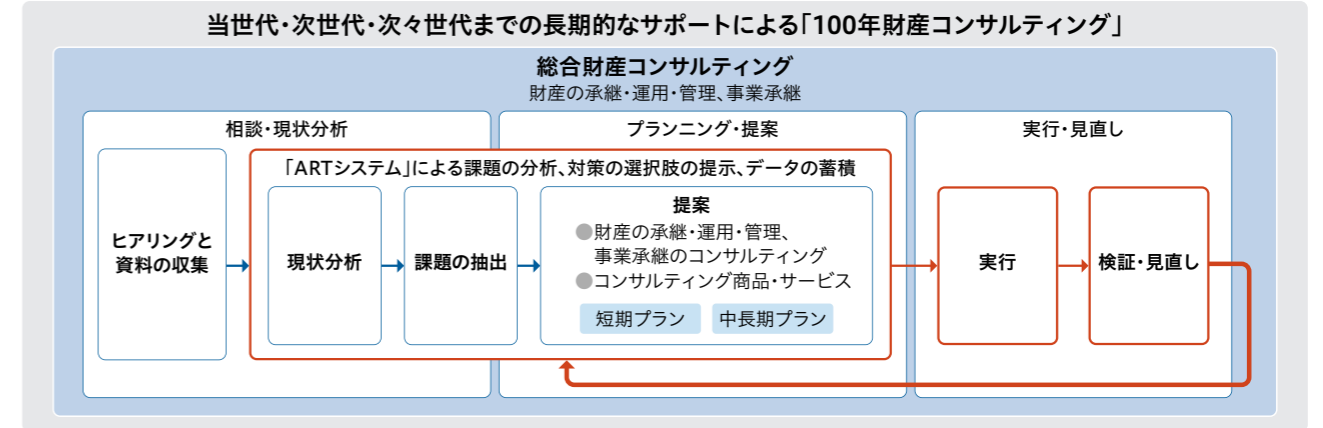 当世代・次世代・次々世代までの長期的なサポートによる「100年財産コンサルティング」
総合財産コンサルティング
財産の承継・運用・管理、事業承継
相談・現状分析
プランニング・提案
実行・見直し
「ARTシステム」による課題の分析、対策の選択肢の提示、データの蓄積
ヒアリングと
資料の収集
現状分析
課題の抽出
提案
●財産の承継・運用・管理、
事業承継のコンサルティング
●コンサルティング商品・サービス
短期プラン
中長期プラン
実行
検証・見直し